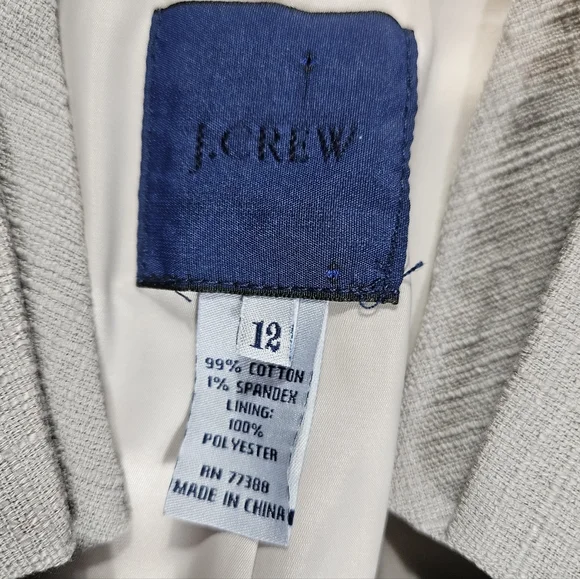 J.CREW
12
99% COTTON
1% SPANDEX
LINING:
100%
POLYESTER
RN 77388
MADE IN CHINA